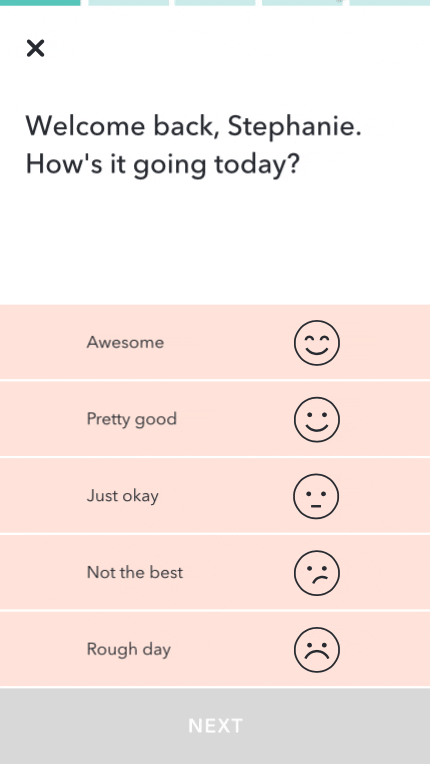 Welcome back, Stephanie.
How's it going today?
Awesome
Pretty good
Just okay
Not the best
Rough day
NEXT